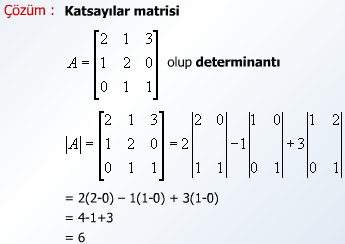 Çözüm : Katsayılar matrisi
A = [2 1 3
1 2 0
0 1 1] olup determinantı
|A| = [2 1 3
1 2 0
0 1 1] = 2 |2 0
1 1| -1 |1 0
0 1| +3 |1 2
0 1|
= 2(2-0) – 1(1-0) + 3(1-0)
= 4-1+3
= 6